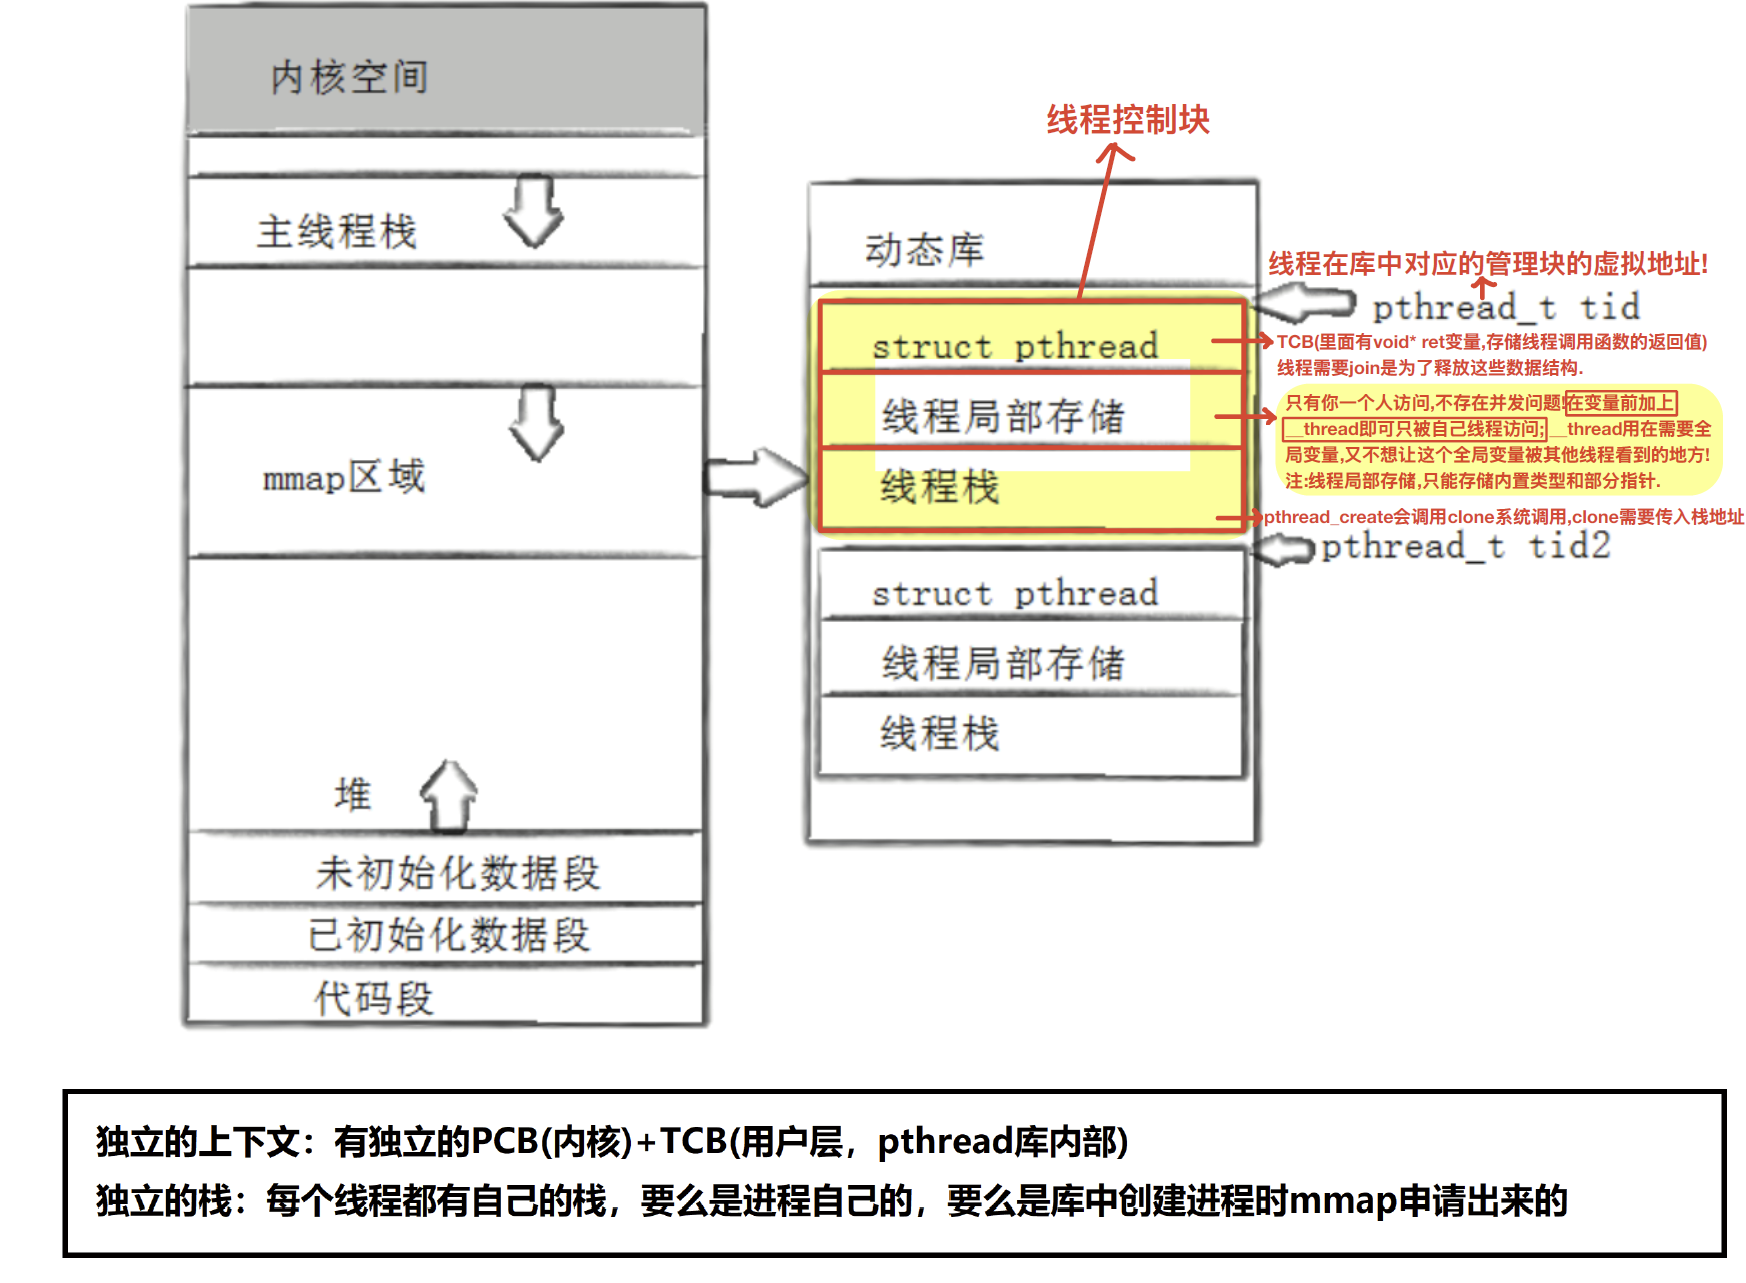 内核空间
主线程栈
mmap区域
堆
未初始化数据段
已初始化数据段
代码段
线程控制块
动态库
线程在库中对应的管理块的虚拟地址!
pthread_t tid
struct pthread
TCB(里面有void* ret变量,存储线程调用函数的返回值)
线程需要join是为了释放这些数据结构.
线程局部存储
只有你一个人访问,不存在并发问题!在变量前加上
__thread即可只被自己线程访问;__thread用在需要全
局变量,又不想让这个全局变量被其他线程看到的地方!
注:线程局部存储,只能存储内置类型和部分指针.
线程栈
pthread_create会调用clone系统调用,clone需要传入栈地址
pthread_t tid2
struct pthread
线程局部存储
线程栈
独立的上下文：有独立的PCB(内核)+TCB(用户层，pthread库内部)
独立的栈：每个线程都有自己的栈，要么是进程自己的，要么是库中创建进程时mmap申请出来的